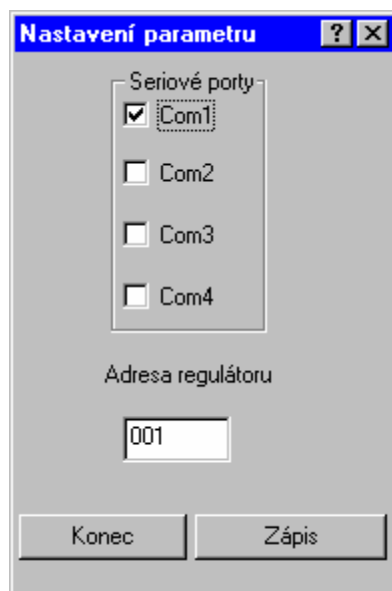 Nastavení parametru
Seriové porty
Com1
Com2
Com3
Com4
Adresa regulátoru
001
Konec Zápis